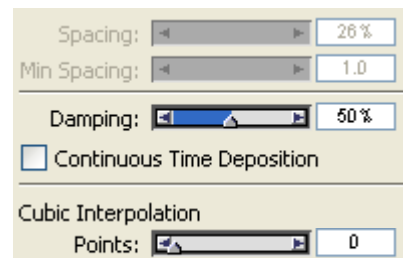 Spacing: 26%
Min Spacing: 1.0
Damping: 50%
Continuous Time Deposition
Cubic Interpolation
Points: 0